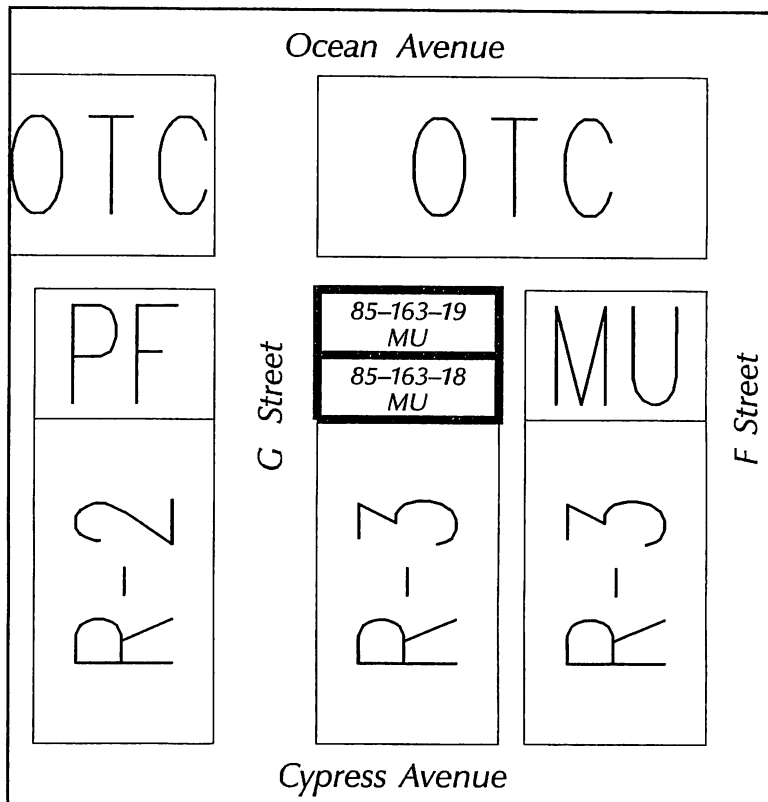 Ocean Avenue
OTC
OTC
PF
G Street
85–163–19
MU
85–163–18
MU
MU
F Street
R-2
R-3
R-3
Cypress Avenue